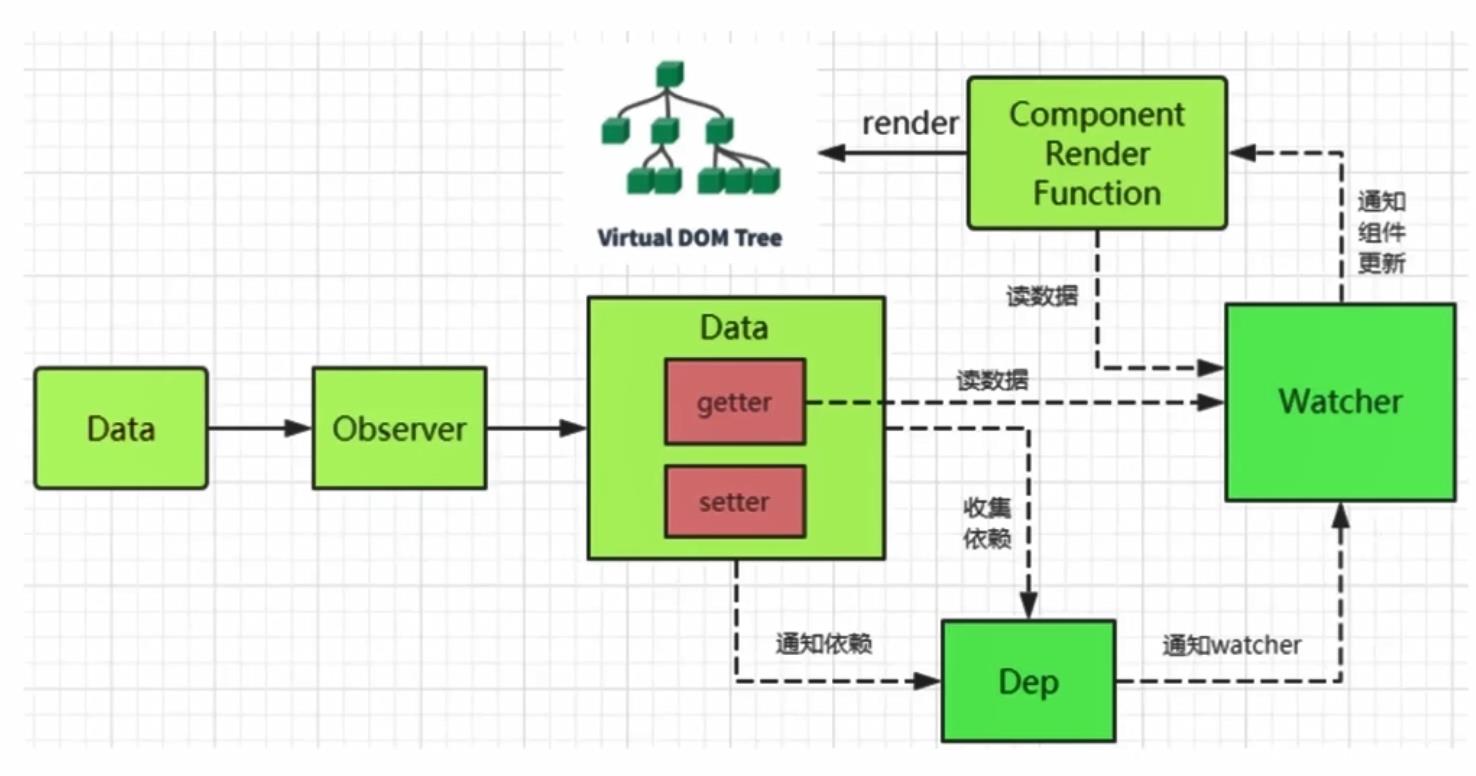 render
Component
Render
Function
Virtual DOM Tree
通知
组件
更新
读数据
Data
getter
setter
读数据
Data
Observer
Watcher
收集
依赖
通知依赖
通知watcher
Dep